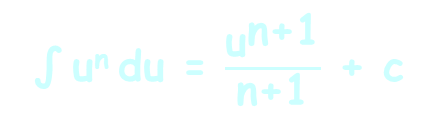 ∫ uⁿ du = uⁿ⁺¹/n+1 + c